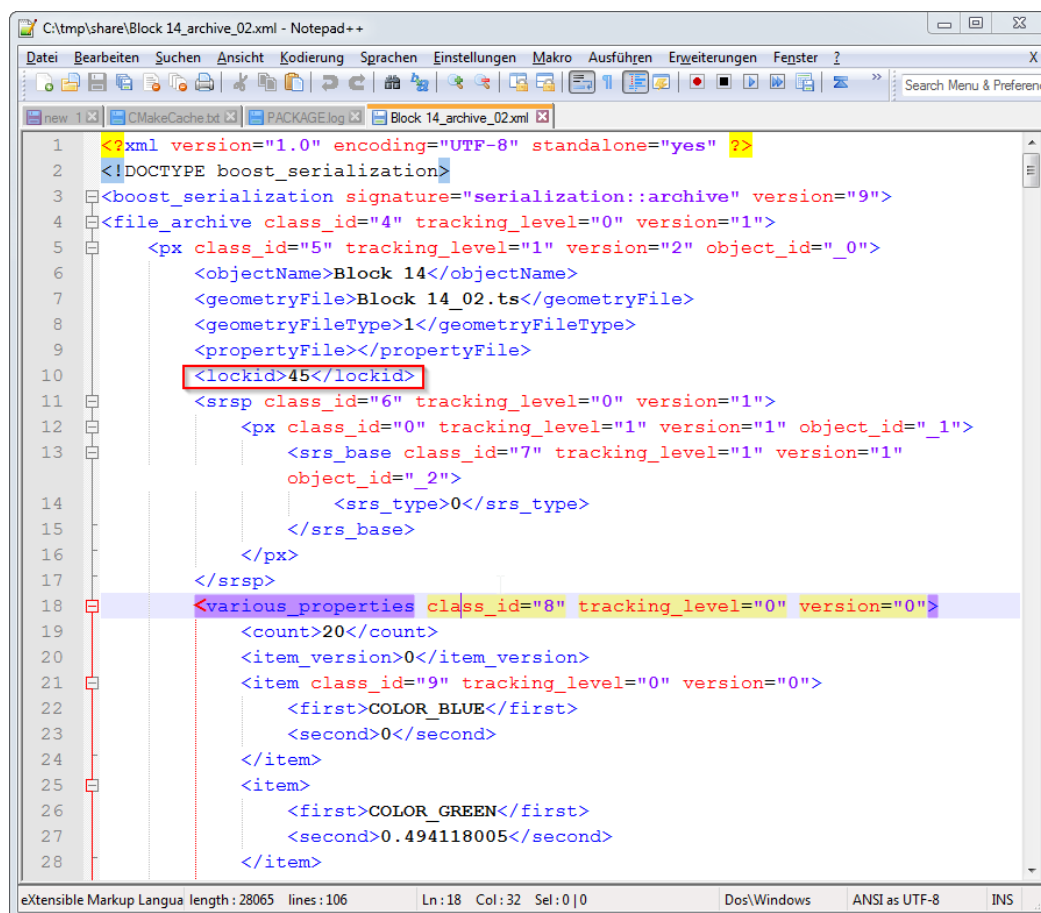 C:\tmp\share\Block 14_archive_02.xml - Notepad++
Datei Bearbeiten Suchen Ansicht Kodierung Sprachen Einstellungen Makro Ausführen Erweiterungen Fenster ? X
Search Menu & Preferen
new 1 CMakeCache.txt PACKAGE.log Block 14_archive_02.xml
1 <?xml version="1.0" encoding="UTF-8" standalone="yes" ?>
2 <!DOCTYPE boost_serialization>
3 <boost_serialization signature="serialization::archive" version="9">
4 <file_archive class_id="4" tracking_level="0" version="1">
5 <px class_id="5" tracking_level="1" version="2" object_id="_0">
6 <objectName>Block 14</objectName>
7 <geometryFile>Block 14_02.ts</geometryFile>
8 <geometryFileType>1</geometryFileType>
9 <propertyFile></propertyFile>
10 <lockid>45</lockid>
11 <srsp class_id="6" tracking_level="0" version="1">
12 <px class_id="0" tracking_level="1" version="1" object_id="_1">
13 <srs_base class_id="7" tracking_level="1" version="1"
object_id="_2">
14 <srs_type>0</srs_type>
15 </srs_base>
16 </px>
17 </srsp>
18 <various_properties class_id="8" tracking_level="0" version="0">
19 <count>20</count>
20 <item_version>0</item_version>
21 <item class_id="9" tracking_level="0" version="0">
22 <first>COLOR_BLUE</first>
23 <second>0</second>
24 </item>
25 <item>
26 <first>COLOR_GREEN</first>
27 <second>0.494118005</second>
28 </item>
eXtensible Markup Langua length : 28065 lines : 106 Ln : 18 Col : 32 Sel : 0 | 0 Dos\Windows ANSI as UTF-8 INS